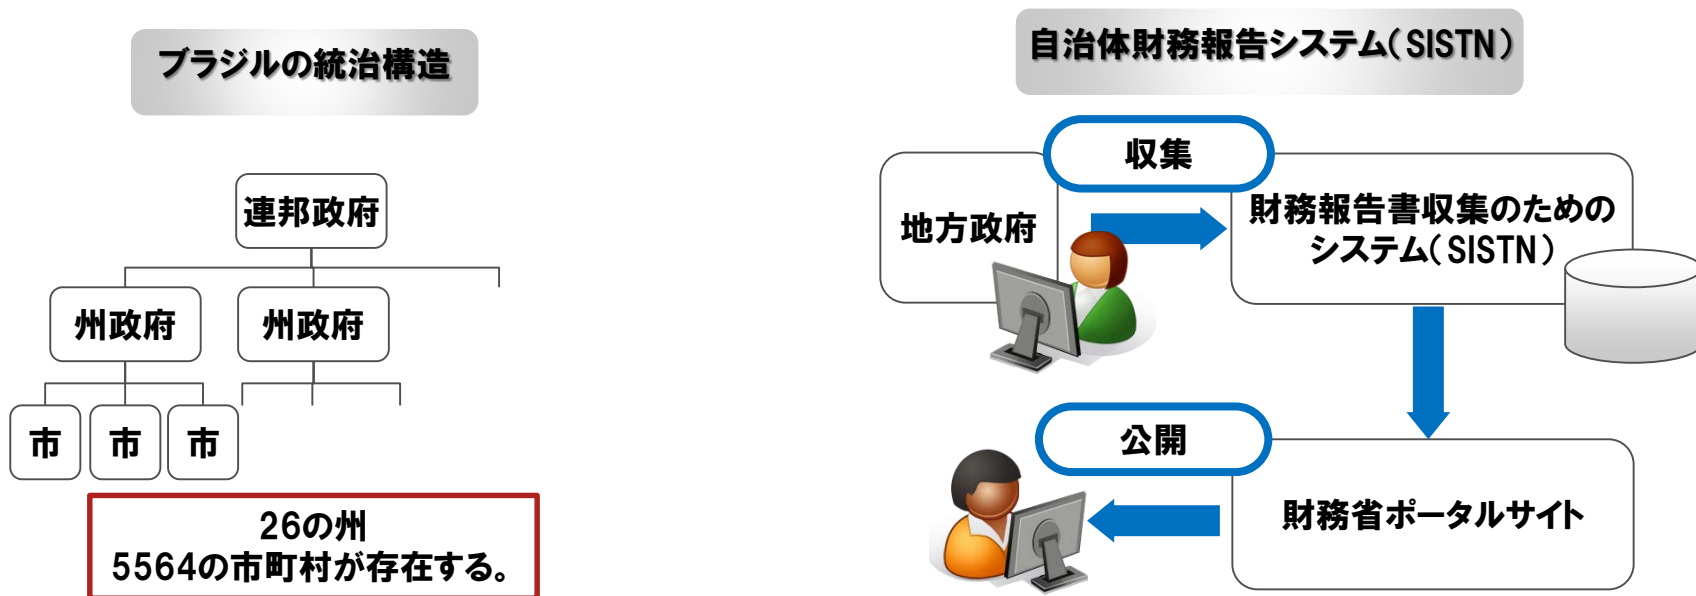 ブラジルの統治構造
連邦政府
州政府
州政府
市
市
市
26の州
5564の市町村が存在する。
自治体財務報告システム(SISTN)
収集
地方政府
財務報告書収集のための
システム(SISTN)
公開
財務省ポータルサイト